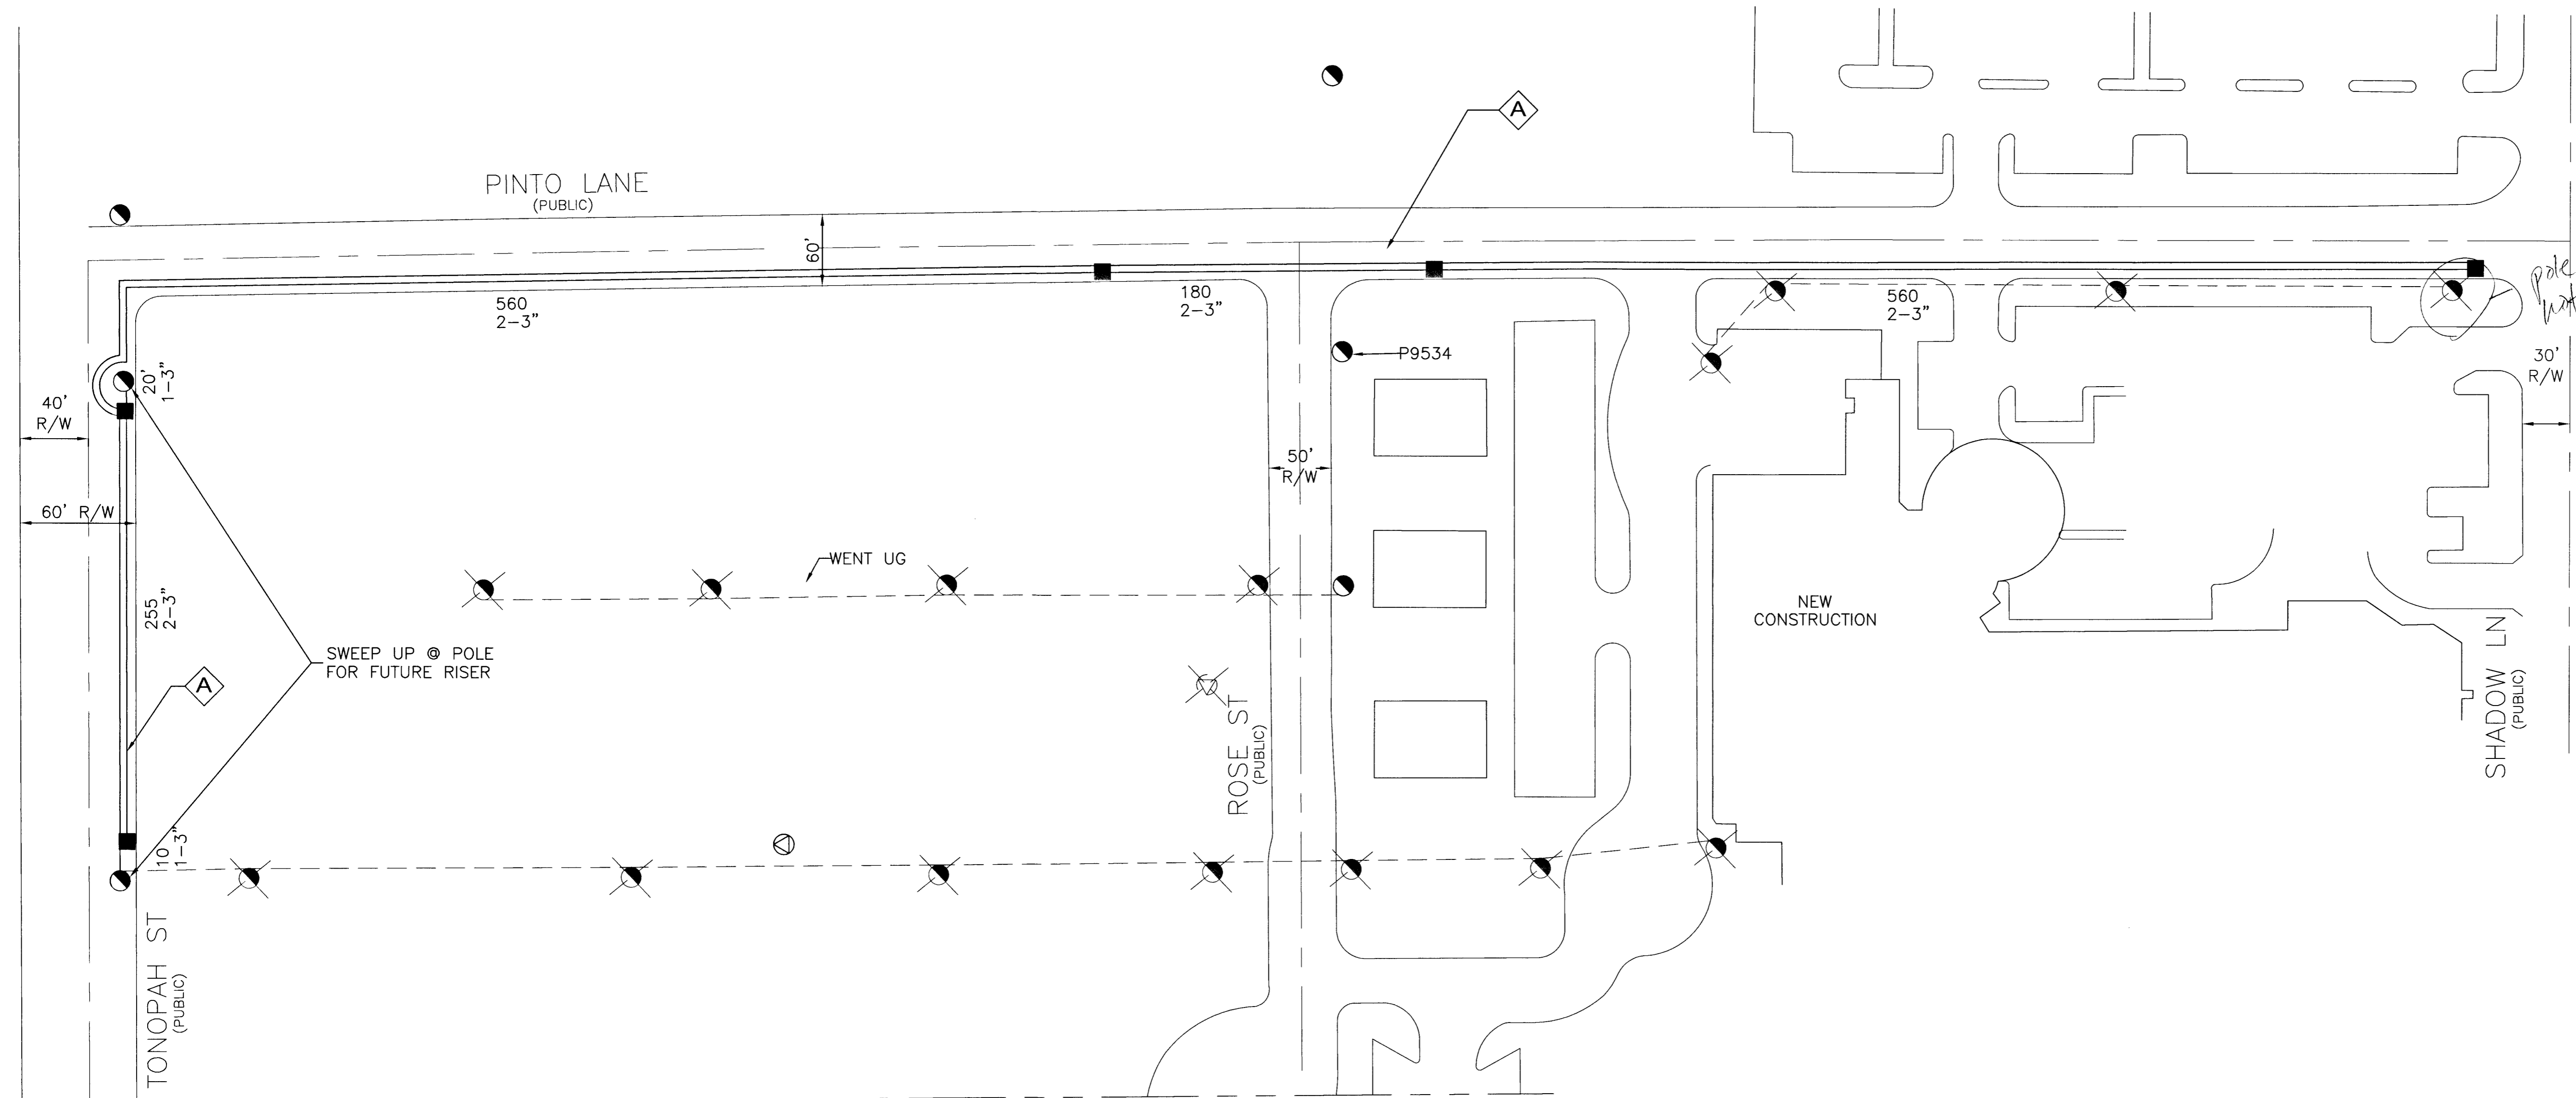 A
PINTO LANE
(PUBLIC)
60'
560
2-3"
180
2-3"
560
2-3"
pole
30'
R/W
P9534
20'
1-3"
40'
R/W
50'
R/W
60' R/W
WENT UG
255
2-3"
NEW
CONSTRUCTION
SWEEP UP @ POLE
FOR FUTURE RISER
A
ROSE ST
(PUBLIC)
SHADOW LN
(PUBLIC)
10
1-3"
TONOPAH ST
(PUBLIC)